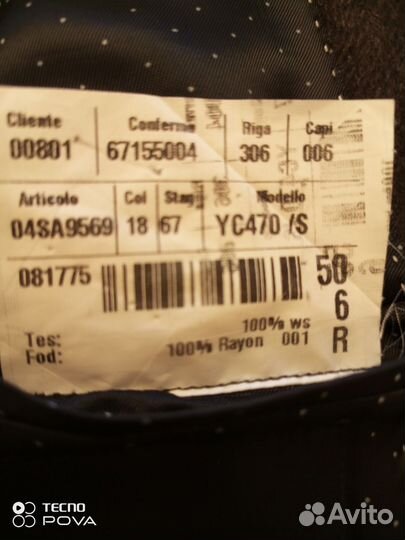 Cliente Conferma Riga Capi
00801 67155004 306 006
Articolo Col Stag Modello
04SA9569 18 67 YC470 /S
081775 50
6
R
Tes: 100% ws
Fod: 100% Rayon 001
TECNO
POVA
Avito